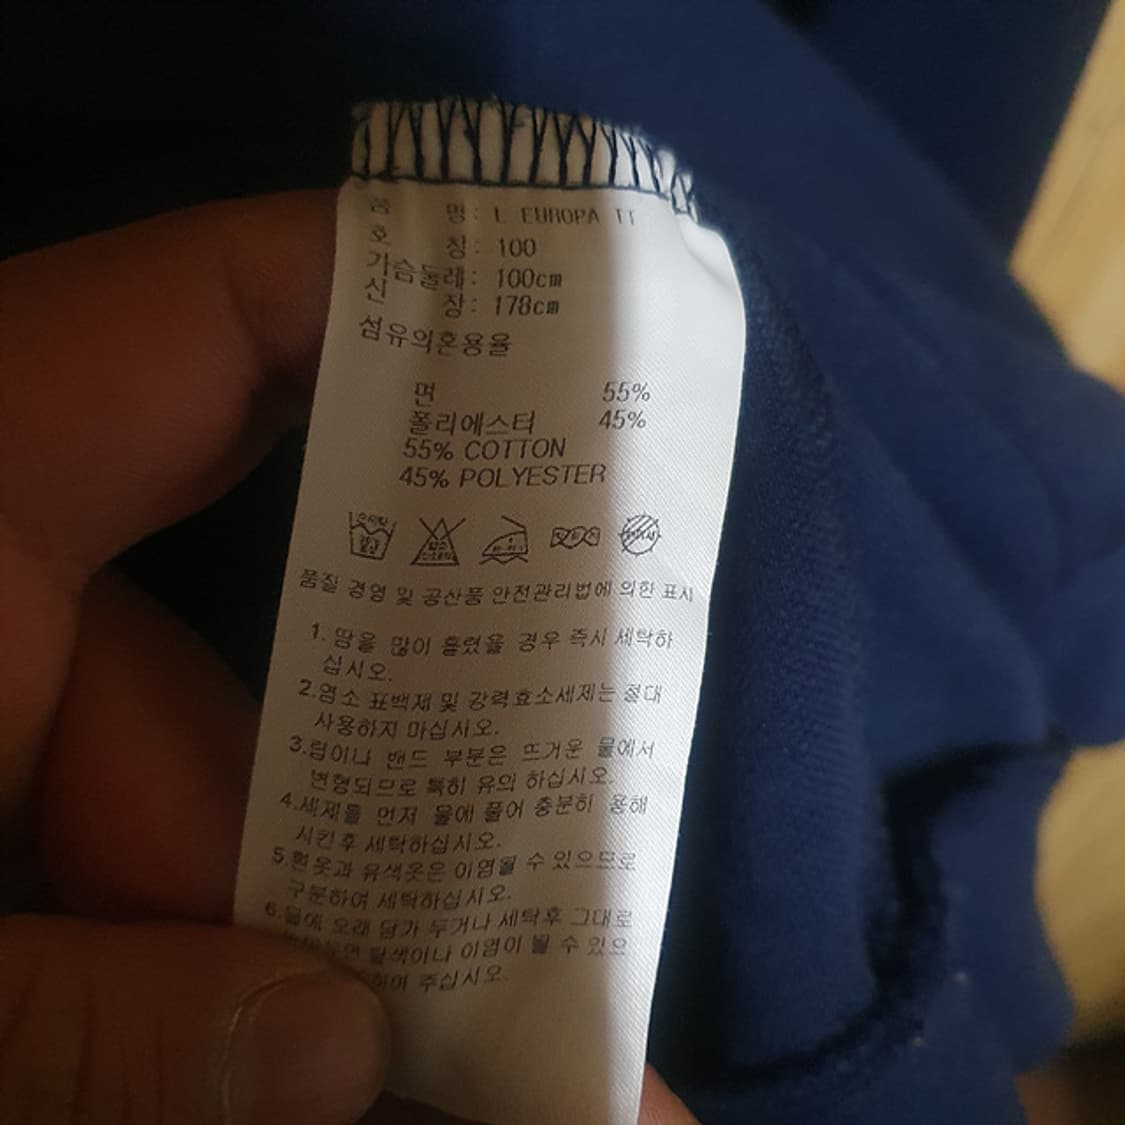 품 명: L EUROPA TT
호 칭: 100
가슴둘레: 100cm
신 장: 178cm
섬유의혼용율
면 55%
폴리에스터 45%
55% COTTON
45% POLYESTER
품질 경영 및 공산품 안전관리법에 의한 표시
1. 땀을 많이 흘렸을 경우 즉시 세탁하
십시오.
2.염소 표백제 및 강력효소세제는 절대
사용하지 마십시오.
3.립이나 밴드 부분은 뜨거운 물에서
변형되므로 특히 유의 하십시오.
4.세제를 먼저 물에 풀어 충분히 용해
시킨후 세탁하십시오.
5.흰옷과 유색옷은 이염될 수 있으므로
구분하여 세탁하십시오.
6.물에 오래 담가 두거나 세탁후 그대로
탈색이나 이염이 될 수 있으
주십시오.